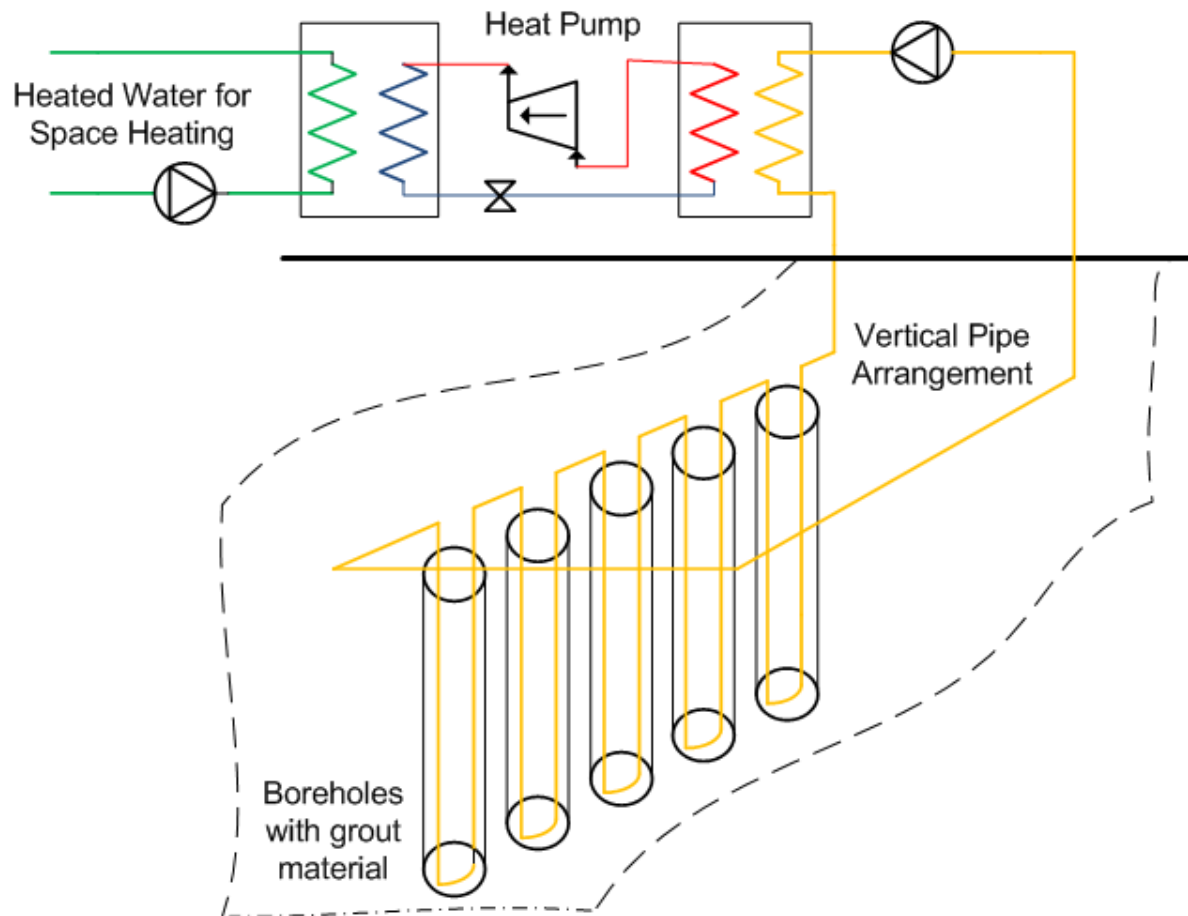 Heat Pump
Heated Water for
Space Heating
Vertical Pipe
Arrangement
Boreholes
with grout
material